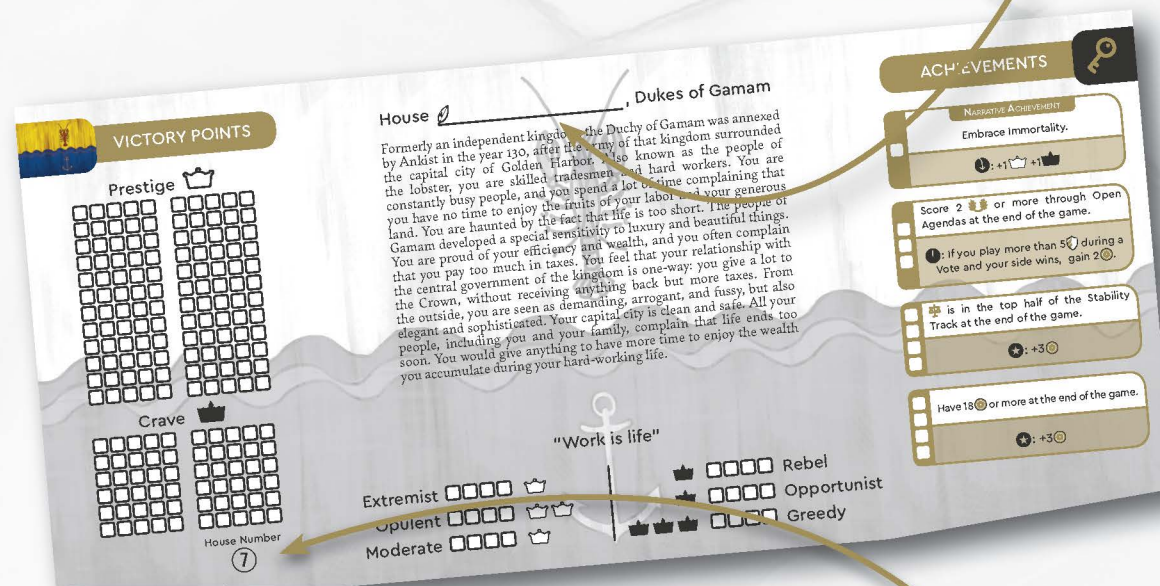 VICTORY POINTS
Prestige
Crave
House Number
7
House ____________________, Dukes of Gamam
Formerly an independent kingdom, the Duchy of Gamam was annexed
by Ankist in the year 130, after the army of that kingdom surrounded
the capital city of Golden Harbor. Also known as the people of
the lobster, you are skilled tradesmen and hard workers. You are
constantly busy people, and you spend a lot of time complaining that
you have no time to enjoy the fruits of your labor and your generous
land. You are haunted by the fact that life is too short. The people of
Gamam developed a special sensitivity to luxury and beautiful things.
You are proud of your efficiency and wealth, and you often complain
that you pay too much in taxes. You feel that your relationship with
the central government of the kingdom is one-way: you give a lot to
the Crown, without receiving anything back but more taxes. From
the outside, you are seen as demanding, arrogant, and fussy, but also
elegant and sophisticated. Your capital city is clean and safe. All your
people, including you and your family, complain that life ends too
soon. You would give anything to have more time to enjoy the wealth
you accumulate during your hard-working life.
"Work is life"
Extremist
Opulent
Moderate
Rebel
Opportunist
Greedy
ACHIEVEMENTS
NARRATIVE ACHIEVEMENT
Embrace Immortality.
: +1 +1
Score 2 or more through Open
Agendas at the end of the game.
: if you play more than 5 during a
Vote and your side wins, gain 2.
is in the top half of the Stability
Track at the end of the game.
: +3
Have 18 or more at the end of the game.
: +3